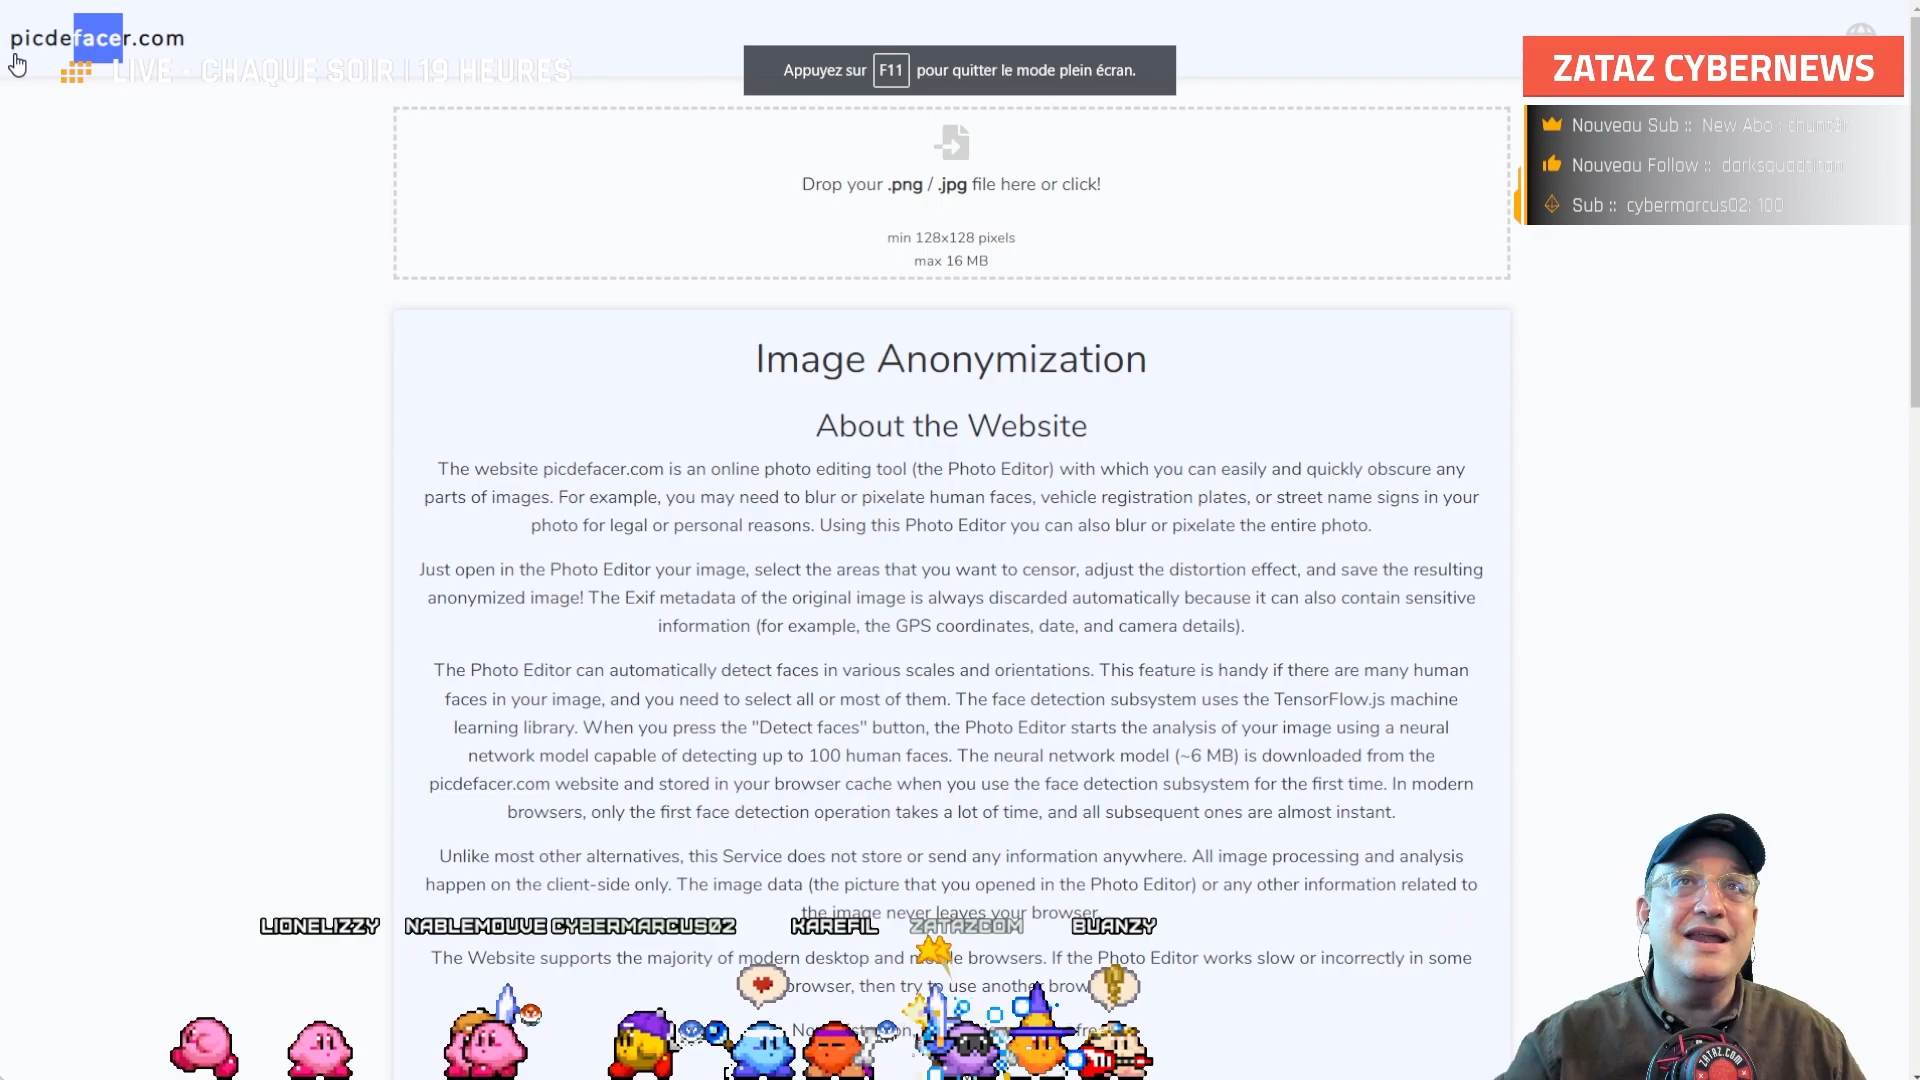 picdefacer.com
LIVE - CHAQUE SOIR | 19 HEURES
Appuyez sur F11 pour quitter le mode plein écran.
ZATAZ CYBERNEWS
Nouveau Sub :: New Abo : chunt3r
Nouveau Follow :: darksquadtitan
Sub :: cybermarcus02: 100
Drop your .png / .jpg file here or click!
min 128x128 pixels
max 16 MB
Image Anonymization
About the Website
The website picdefacer.com is an online photo editing tool (the Photo Editor) with which you can easily and quickly obscure any
parts of images. For example, you may need to blur or pixelate human faces, vehicle registration plates, or street name signs in your
photo for legal or personal reasons. Using this Photo Editor you can also blur or pixelate the entire photo.
Just open in the Photo Editor your image, select the areas that you want to censor, adjust the distortion effect, and save the resulting
anonymized image! The Exif metadata of the original image is always discarded automatically because it can also contain sensitive
information (for example, the GPS coordinates, date, and camera details).
The Photo Editor can automatically detect faces in various scales and orientations. This feature is handy if there are many human
faces in your image, and you need to select all or most of them. The face detection subsystem uses the TensorFlow.js machine
learning library. When you press the "Detect faces" button, the Photo Editor starts the analysis of your image using a neural
network model capable of detecting up to 100 human faces. The neural network model (~6 MB) is downloaded from the
picdefacer.com website and stored in your browser cache when you use the face detection subsystem for the first time. In modern
browsers, only the first face detection operation takes a lot of time, and all subsequent ones are almost instant.
Unlike most other alternatives, this Service does not store or send any information anywhere. All image processing and analysis
happen on the client-side only. The image data (the picture that you opened in the Photo Editor) or any other information related to
the image never leaves your browser.
LIONELIZZY NABLEMOUVE CYBERMARCUS02 KAREFIL ZATAZCOM BUANZY
The Website supports the majority of modern desktop and mobile browsers. If the Photo Editor works slow or incorrectly in some
browser, then try to use another brow
ZATAZ.COM